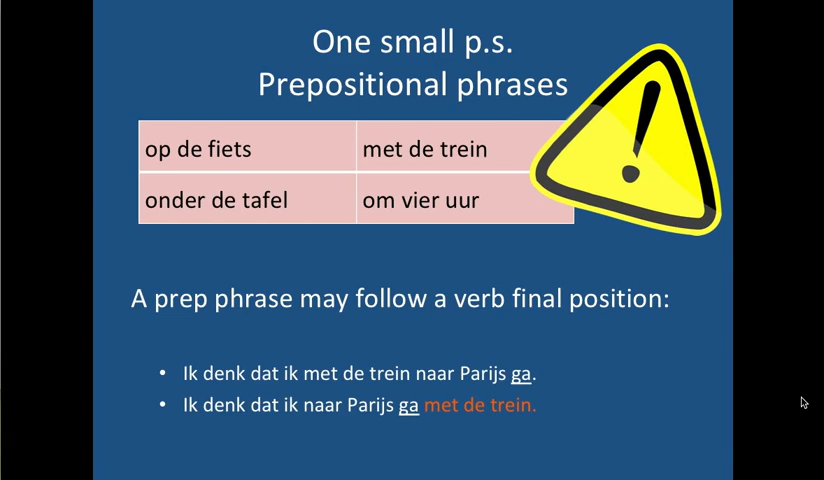 One small p.s.
Prepositional phrases
op de fiets met de trein
onder de tafel om vier uur
A prep phrase may follow a verb final position:
• Ik denk dat ik met de trein naar Parijs ga.
• Ik denk dat ik naar Parijs ga met de trein.